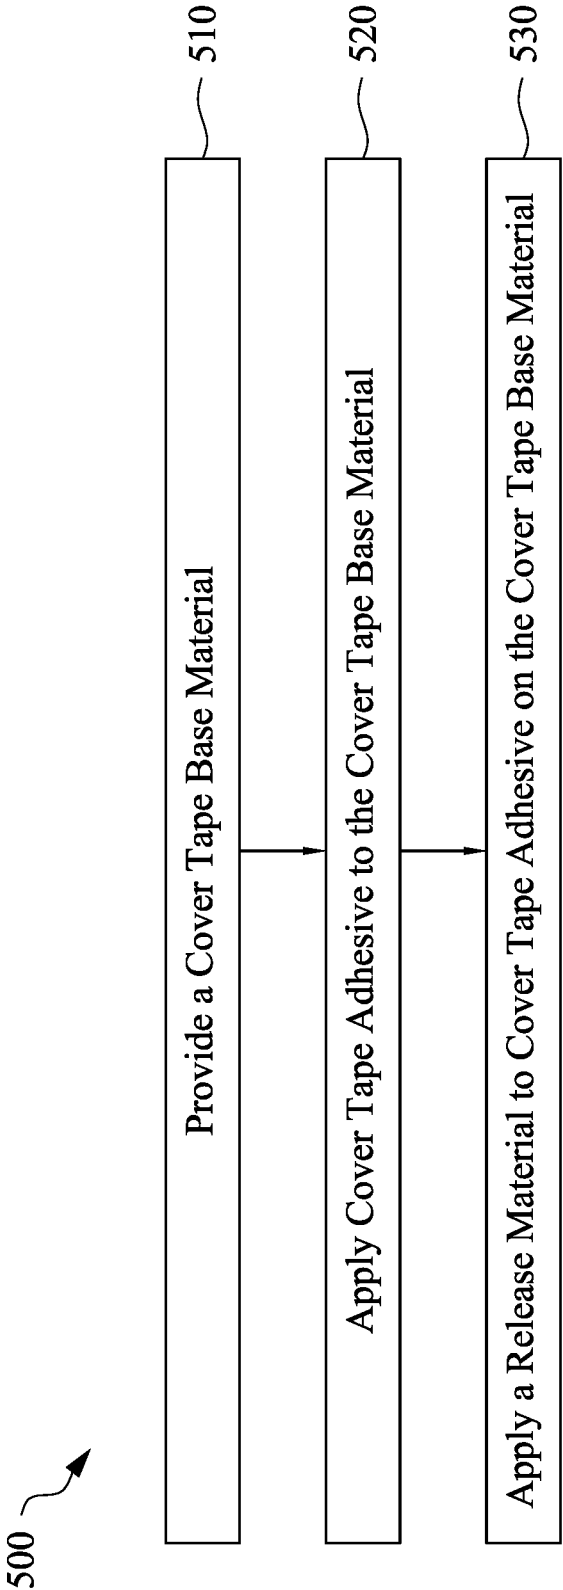 500
Provide a Cover Tape Base Material
510
Apply Cover Tape Adhesive to the Cover Tape Base Material
520
Apply a Release Material to Cover Tape Adhesive on the Cover Tape Base Material
530